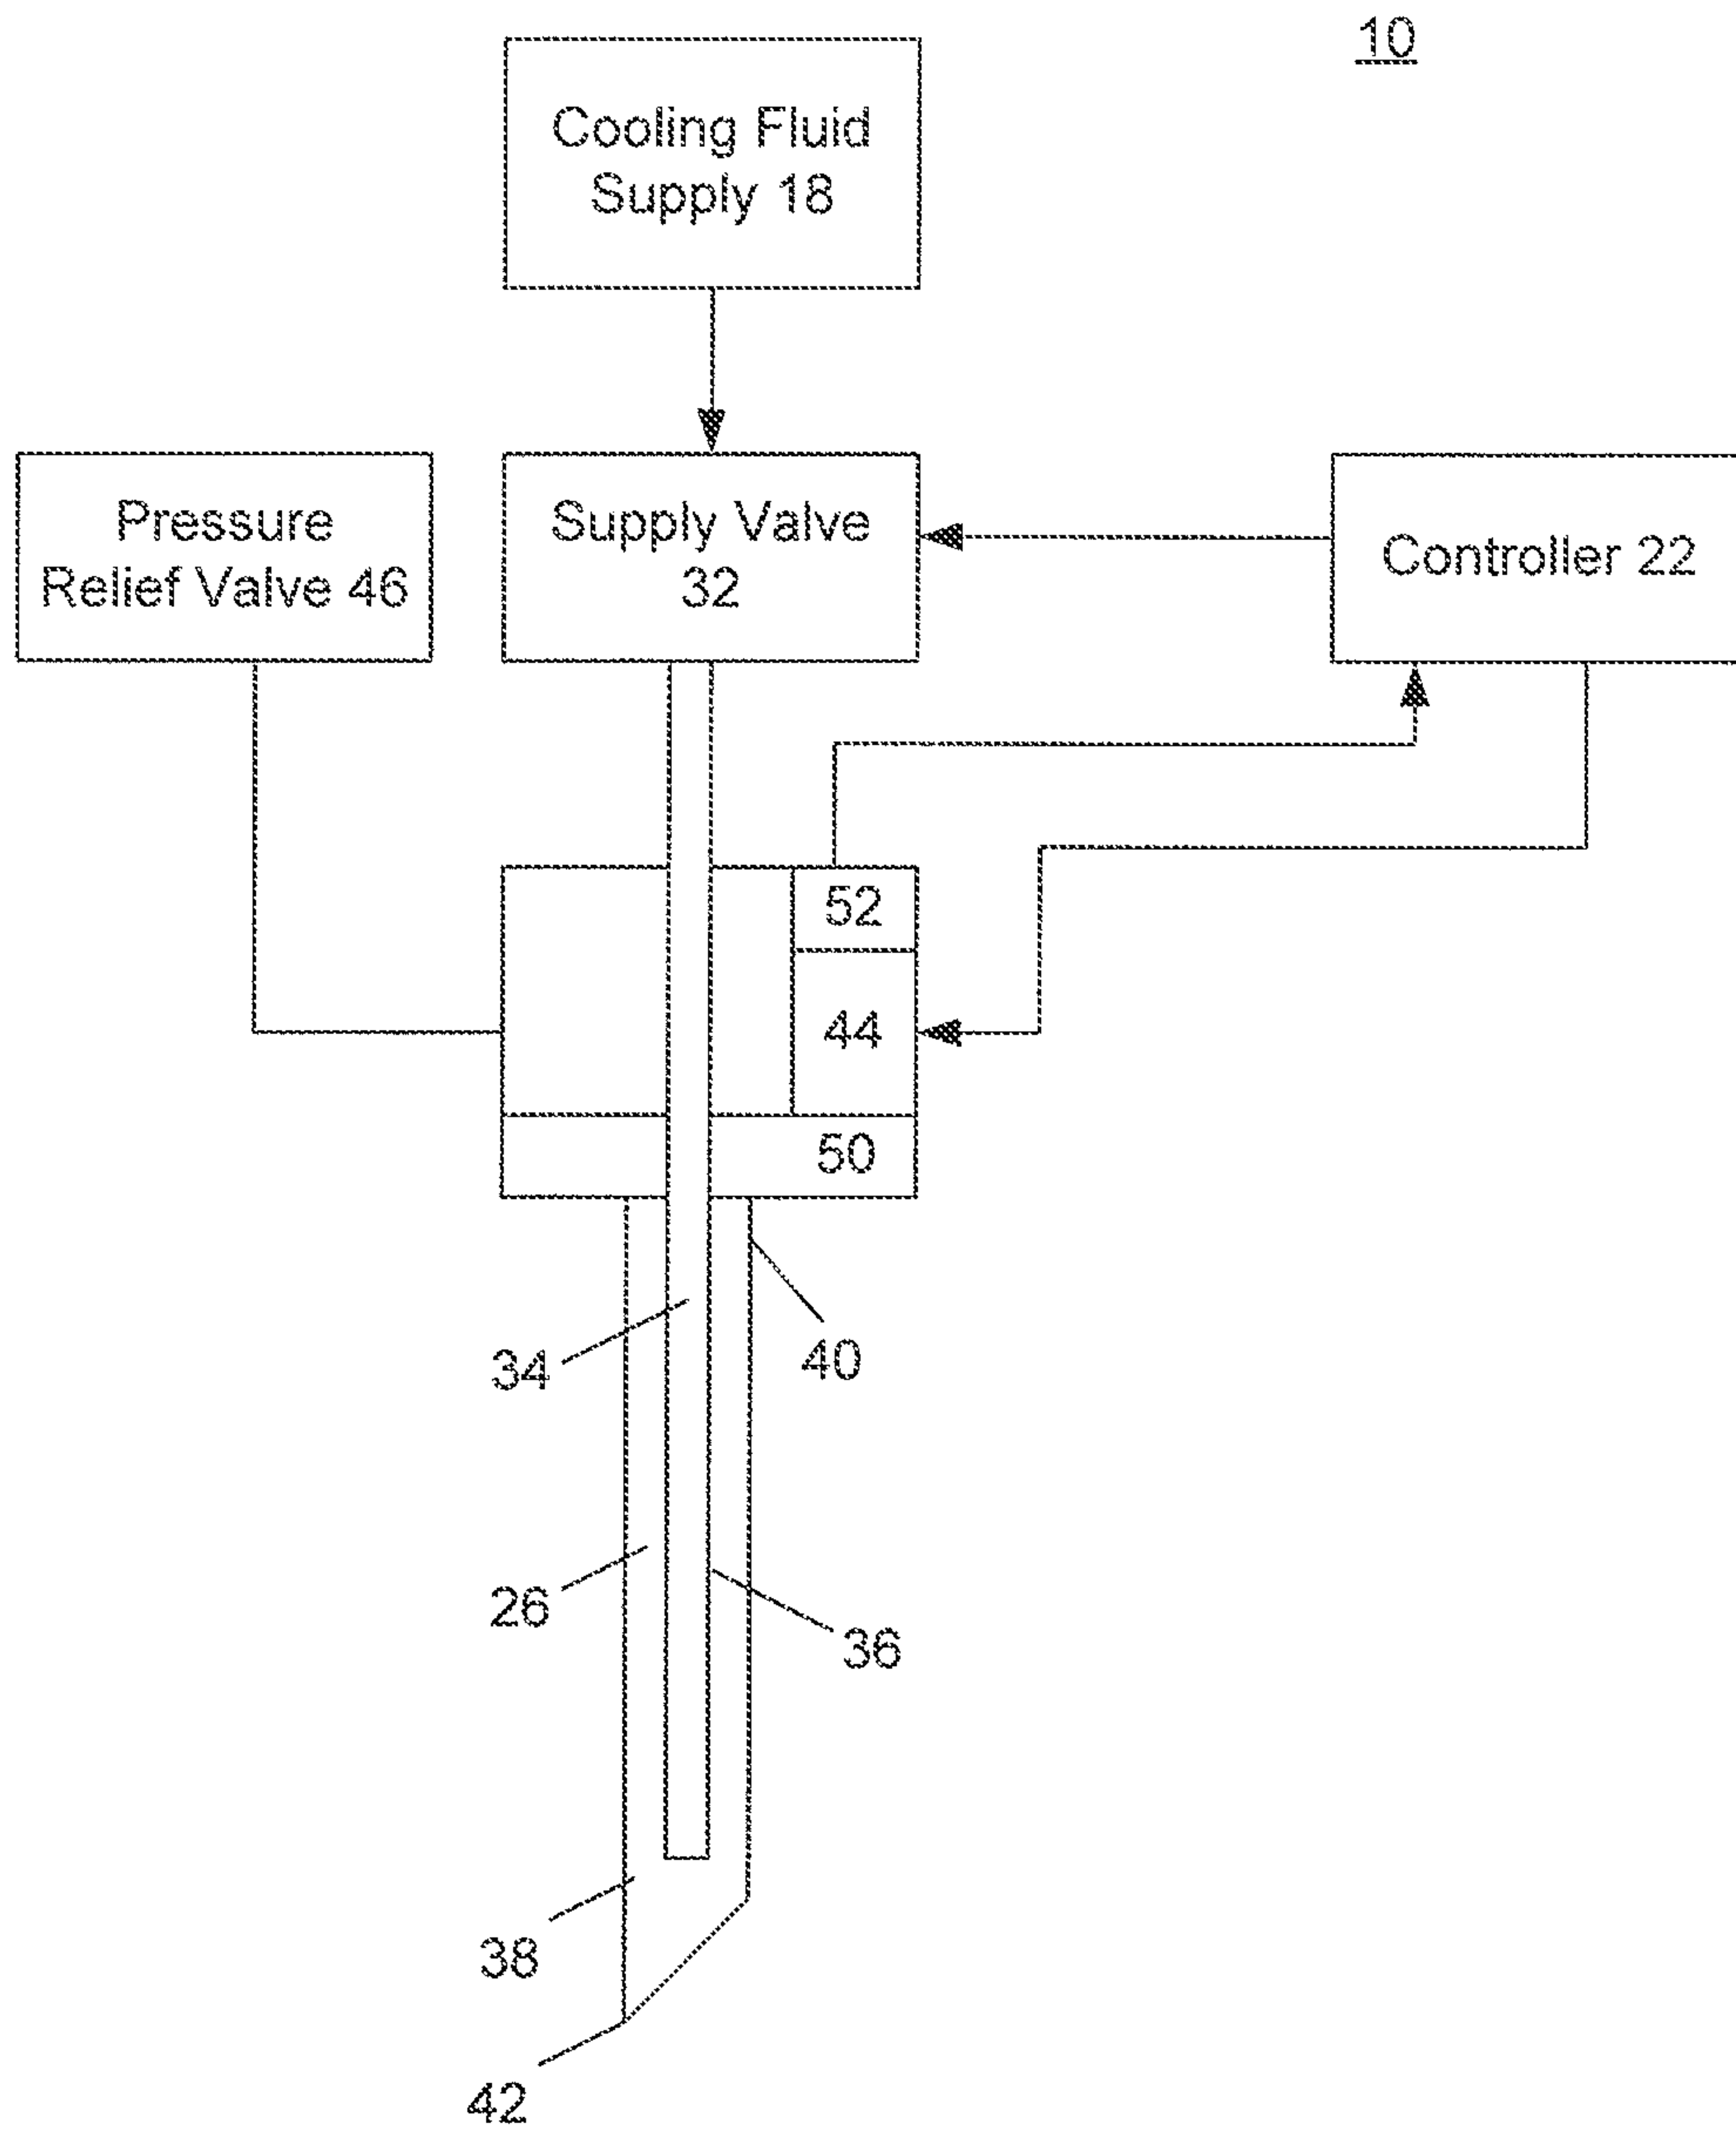 10
Cooling Fluid
Supply 18
Pressure
Relief Valve 46
Supply Valve
32
Controller 22
52
44
50
34
40
26
36
38
42